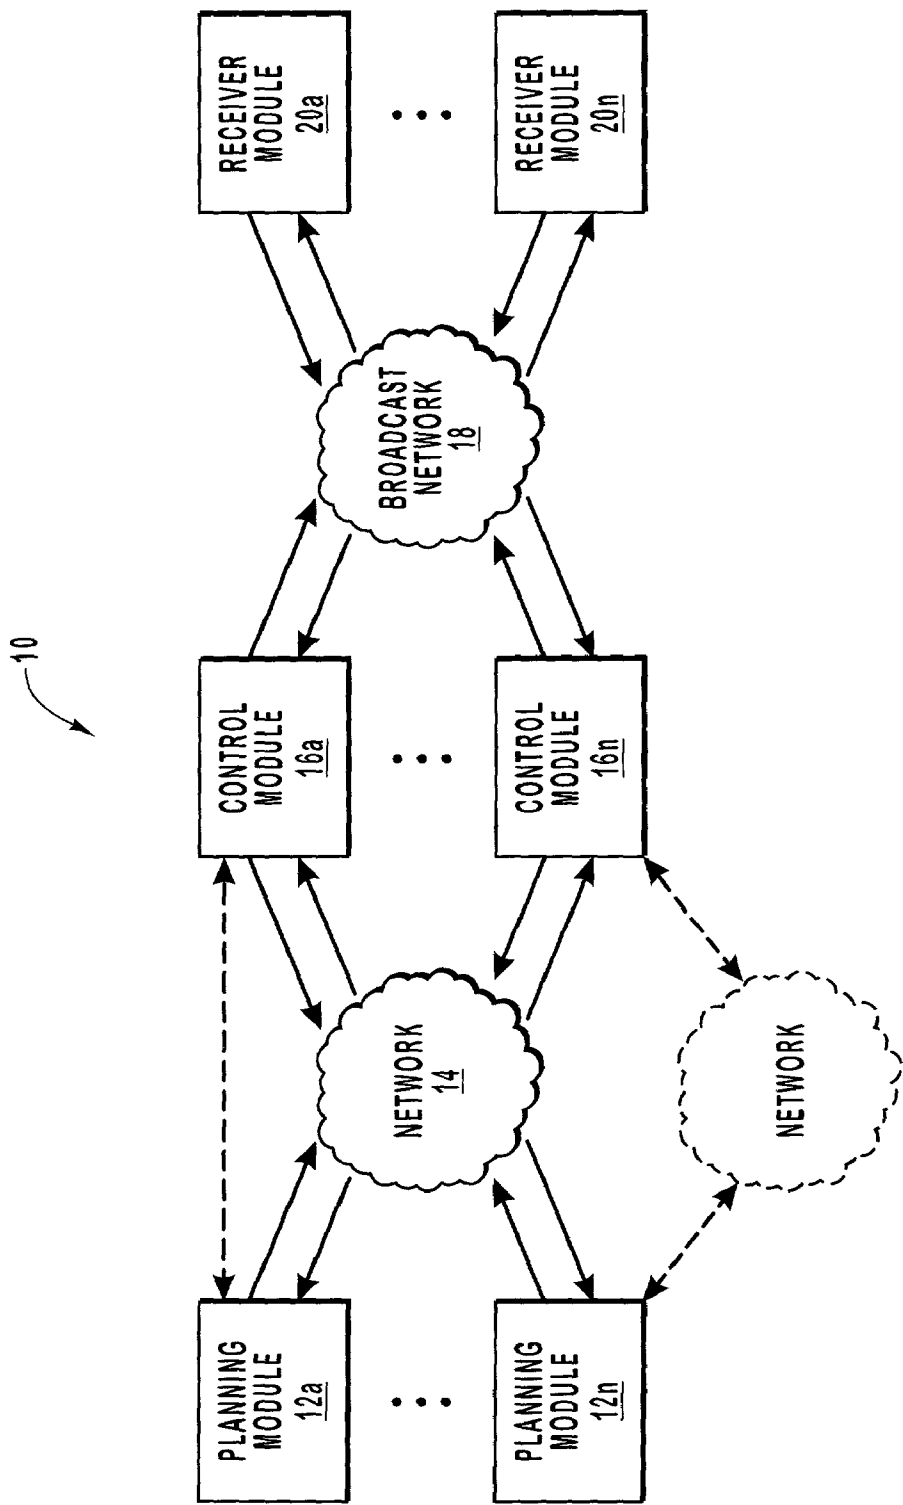 10
PLANNING
MODULE
12a
PLANNING
MODULE
12n
NETWORK
14
NETWORK
CONTROL
MODULE
16a
CONTROL
MODULE
16n
BROADCAST
NETWORK
18
RECEIVER
MODULE
20a
RECEIVER
MODULE
20n